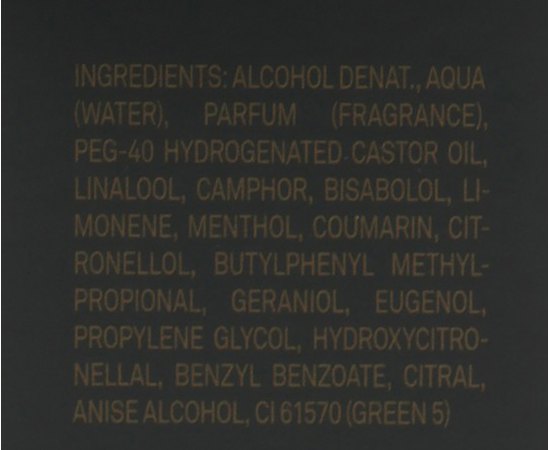 INGREDIENTS: ALCOHOL DENAT., AQUA
(WATER), PARFUM (FRAGRANCE),
PEG-40 HYDROGENATED CASTOR OIL,
LINALOOL, CAMPHOR, BISABOLOL, LI-
MONENE, MENTHOL, COUMARIN, CIT-
RONELLOL, BUTYLPHENYL METHYL-
PROPIONAL, GERANIOL, EUGENOL,
PROPYLENE GLYCOL, HYDROXYCITRO-
NELLAL, BENZYL BENZOATE, CITRAL,
ANISE ALCOHOL, CI 61570 (GREEN 5)